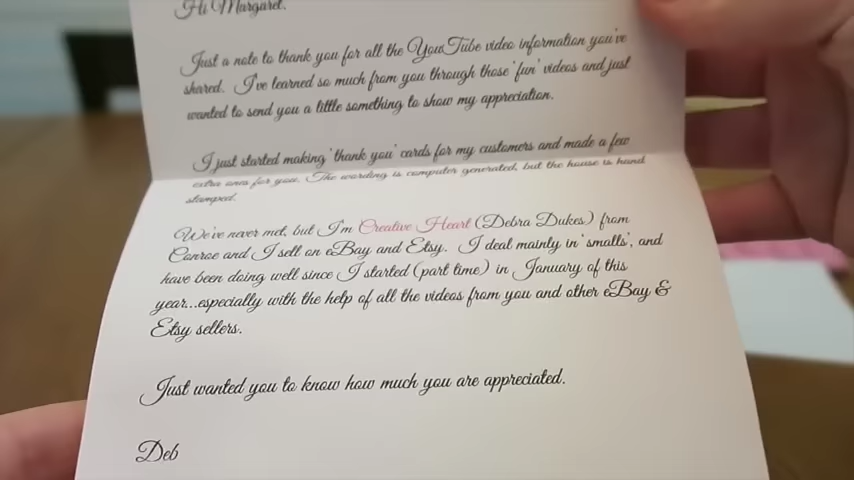 Hi Margaret.
Just a note to thank you for all the YouTube video information you've
shared. I've learned so much from you through those 'fun' videos and just
wanted to send you a little something to show my appreciation.
I just started making 'thank you' cards for my customers and made a few
extra ones for you. The wording is computer generated, but the house is hand
stamped.
We've never met, but I'm Creative Heart (Debra Dukes) from
Conroe and I sell on eBay and Etsy. I deal mainly in 'smalls', and
have been doing well since I started (part time) in January of this
year...especially with the help of all the videos from you and other eBay &
Etsy sellers.
Just wanted you to know how much you are appreciated.
Deb